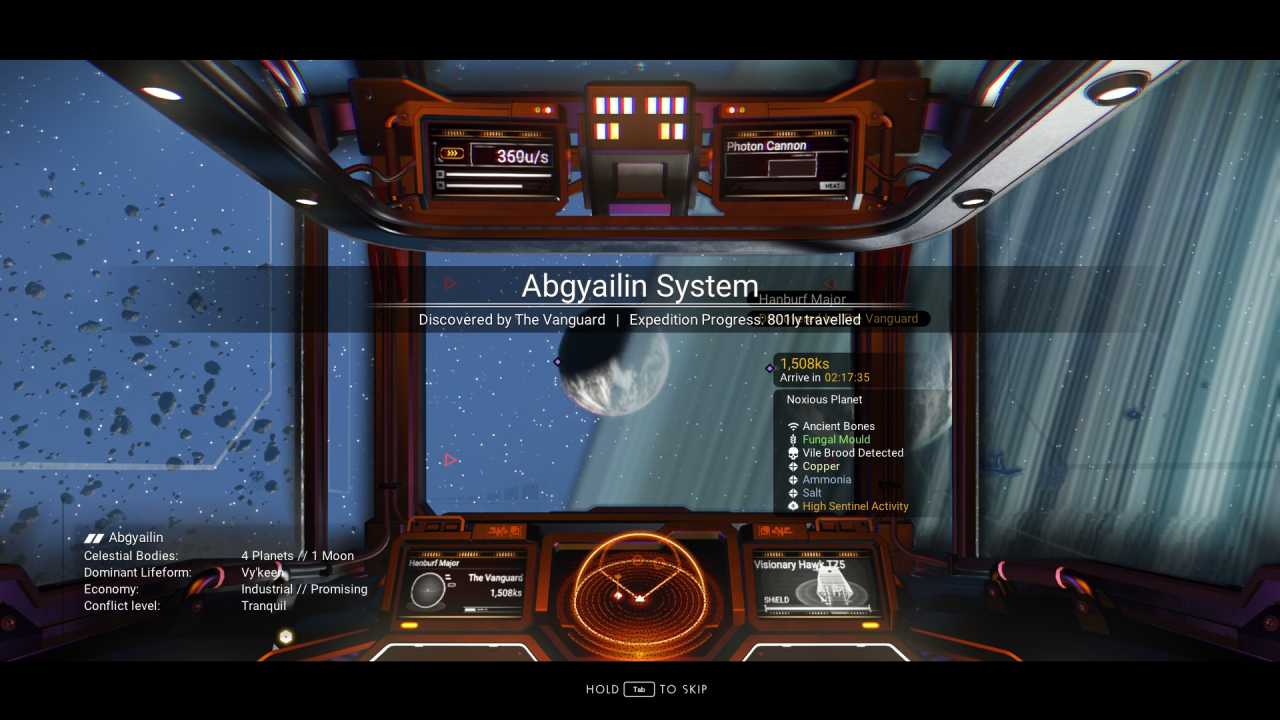 360u/s
Photon Cannon
HEAT
Abgyailin System
Hanburf Major
Discovered by The Vanguard | Expedition Progress: 801ly travelled
Vanguard
1,508ks
Arrive in 02:17:35
Noxious Planet
Ancient Bones
Fungal Mould
Vile Brood Detected
Copper
Ammonia
Salt
High Sentinel Activity
Abgyailin
Celestial Bodies: 4 Planets // 1 Moon
Dominant Lifeform: Vy'keen
Economy: Industrial // Promising
Conflict level: Tranquil
Hanburf Major
The Vanguard
1,508ks
Visionary Hawk TZ5
SHIELD
HOLD Tab TO SKIP